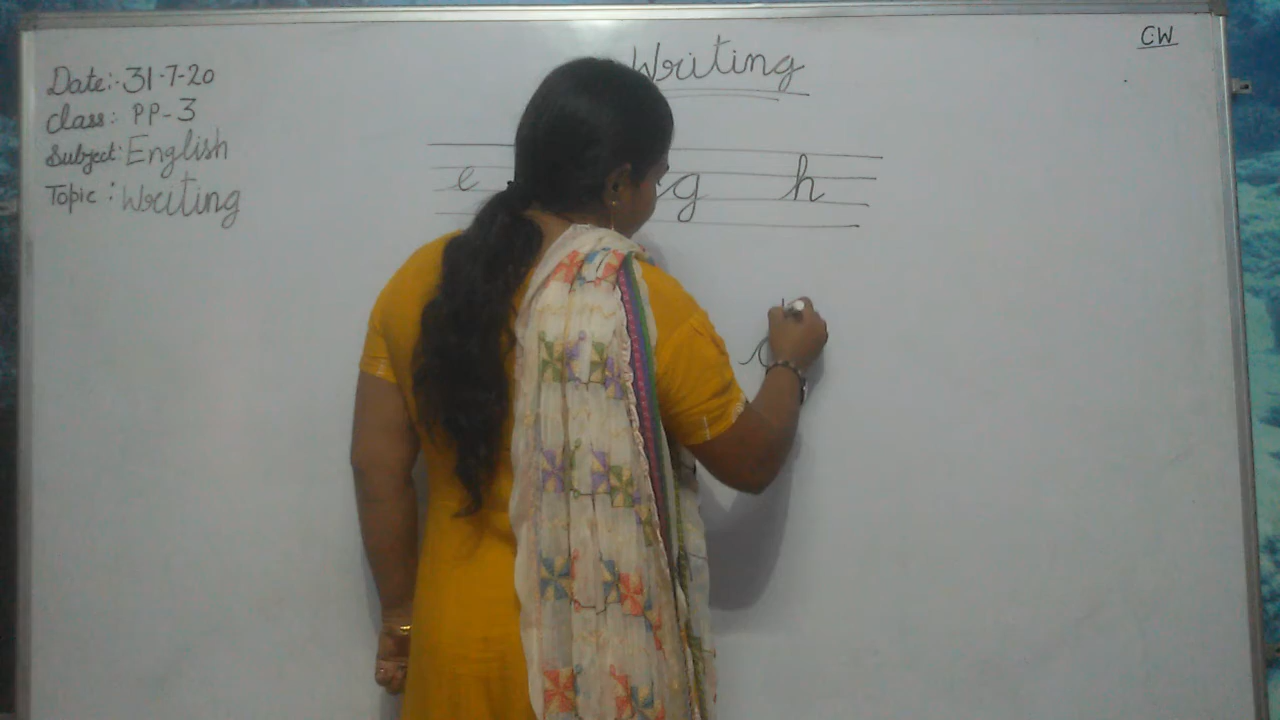 Writing
CW
Date:- 31-7-20
Class: PP-3
Subject: English
Topic: Writing
e g h